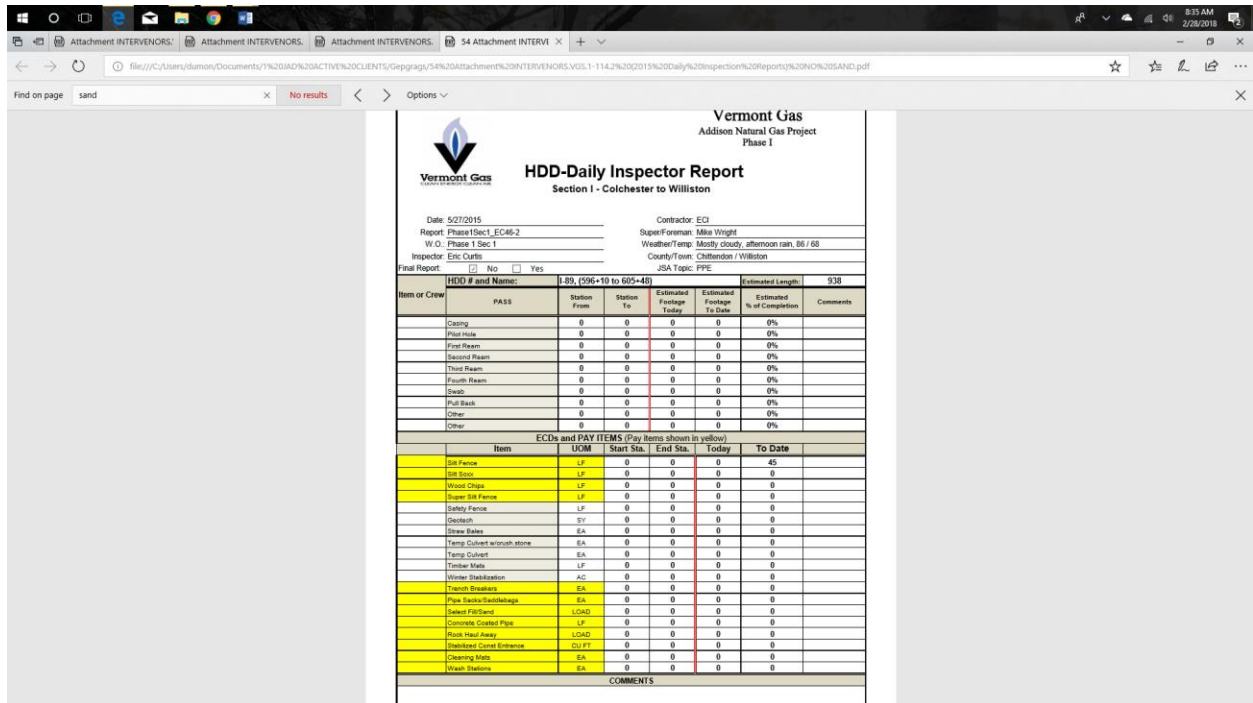 8:35 AM
2/28/2018
Attachment INTERVENORS.' Attachment INTERVENORS. Attachment INTERVENORS. 54 Attachment INTERVE
file:///C:/Users/dumon/Documents/1%20JAD%20ACTIVE%20CLIENTS/Gepgrags/54%20Attachment%20INTERVENORS.VGS.1-114.2%20(2015%20Daily%20Inspection%20Reports)%20NO%20SAND.pdf
Find on page sand No results Options
Vermont Gas
Addison Natural Gas Project
Phase I
Vermont Gas
HDD-Daily Inspector Report
Section I - Colchester to Williston
Date: 5/27/2015 Contractor: ECI
Report: Phase1Sec1_EC46-2 Super/Foreman: Mike Wright
W.O.: Phase 1 Sec 1 Weather/Temp: Mostly cloudy, afternoon rain, 86 / 68
Inspector: Eric Curtis County/Town: Chittendon / Williston
Final Report: No Yes JSA Topic: PPE
HDD # and Name: I-89, (596+10 to 605+48) Estimated Length: 938
Item or Crew PASS Station From Station To Estimated Footage Today Estimated Footage To Date Estimated % of Completion Comments
Casing 0 0 0 0 0%
Pilot Hole 0 0 0 0 0%
First Ream 0 0 0 0 0%
Second Ream 0 0 0 0 0%
Third Ream 0 0 0 0 0%
Fourth Ream 0 0 0 0 0%
Swab 0 0 0 0 0%
Pull Back 0 0 0 0 0%
Other 0 0 0 0 0%
Other 0 0 0 0 0%
ECDs and PAY ITEMS (Pay items shown in yellow)
Item UOM Start Sta. End Sta. Today To Date
Silt Fence LF 0 0 0 45
Silt Soxx LF 0 0 0 0
Wood Chips LF 0 0 0 0
Super Silt Fence LF 0 0 0 0
Safety Fence LF 0 0 0 0
Geotech SY 0 0 0 0
Straw Bales EA 0 0 0 0
Temp Culvert w/crush.stone EA 0 0 0 0
Temp Culvert EA 0 0 0 0
Timber Mats LF 0 0 0 0
Winter Stabilization AC 0 0 0 0
Trench Breakers EA 0 0 0 0
Pipe Sacks/Saddlebags EA 0 0 0 0
Select Fill/Sand LOAD 0 0 0 0
Concrete Coated Pipe LF 0 0 0 0
Rock Haul Away LOAD 0 0 0 0
Stabilized Const Entrance CU FT 0 0 0 0
Cleaning Mats EA 0 0 0 0
Wash Stations EA 0 0 0 0
COMMENTS